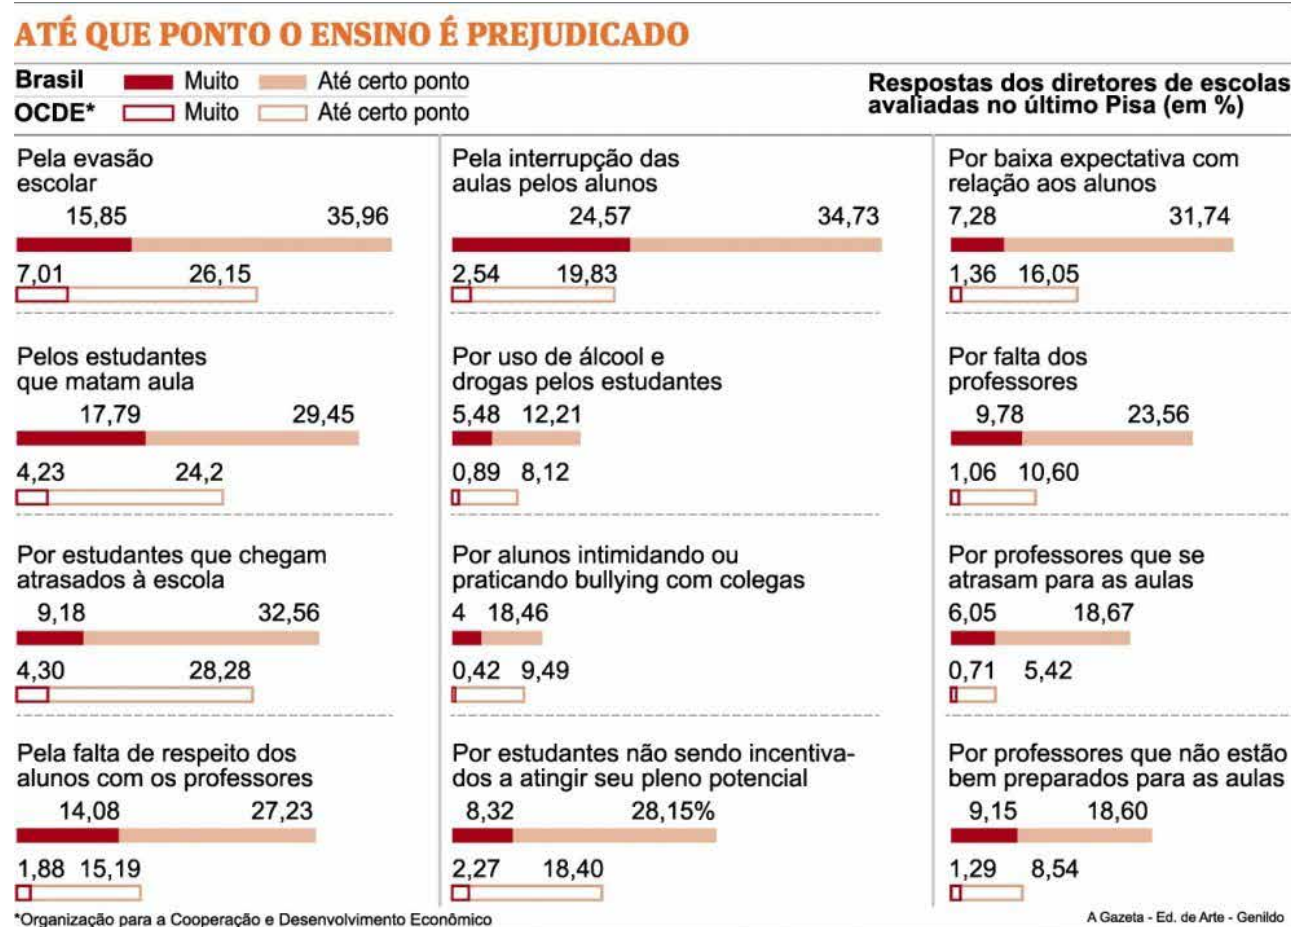 ATÉ QUE PONTO O ENSINO É PREJUDICADO
Brasil Muito Até certo ponto
OCDE* Muito Até certo ponto
Respostas dos diretores de escolas
avaliadas no último Pisa (em %)
Pela evasão
escolar
15,85 35,96
7,01 26,15
Pelos estudantes
que matam aula
17,79 29,45
4,23 24,2
Por estudantes que chegam
atrasados à escola
9,18 32,56
4,30 28,28
Pela falta de respeito dos
alunos com os professores
14,08 27,23
1,88 15,19
Pela interrupção das
aulas pelos alunos
24,57 34,73
2,54 19,83
Por uso de álcool e
drogas pelos estudantes
5,48 12,21
0,89 8,12
Por alunos intimidando ou
praticando bullying com colegas
4 18,46
0,42 9,49
Por estudantes não sendo incentiva-
dos a atingir seu pleno potencial
8,32 28,15%
2,27 18,40
Por baixa expectativa com
relação aos alunos
7,28 31,74
1,36 16,05
Por falta dos
professores
9,78 23,56
1,06 10,60
Por professores que se
atrasam para as aulas
6,05 18,67
0,71 5,42
Por professores que não estão
bem preparados para as aulas
9,15 18,60
1,29 8,54
*Organização para a Cooperação e Desenvolvimento Econômico
A Gazeta - Ed. de Arte - Genildo